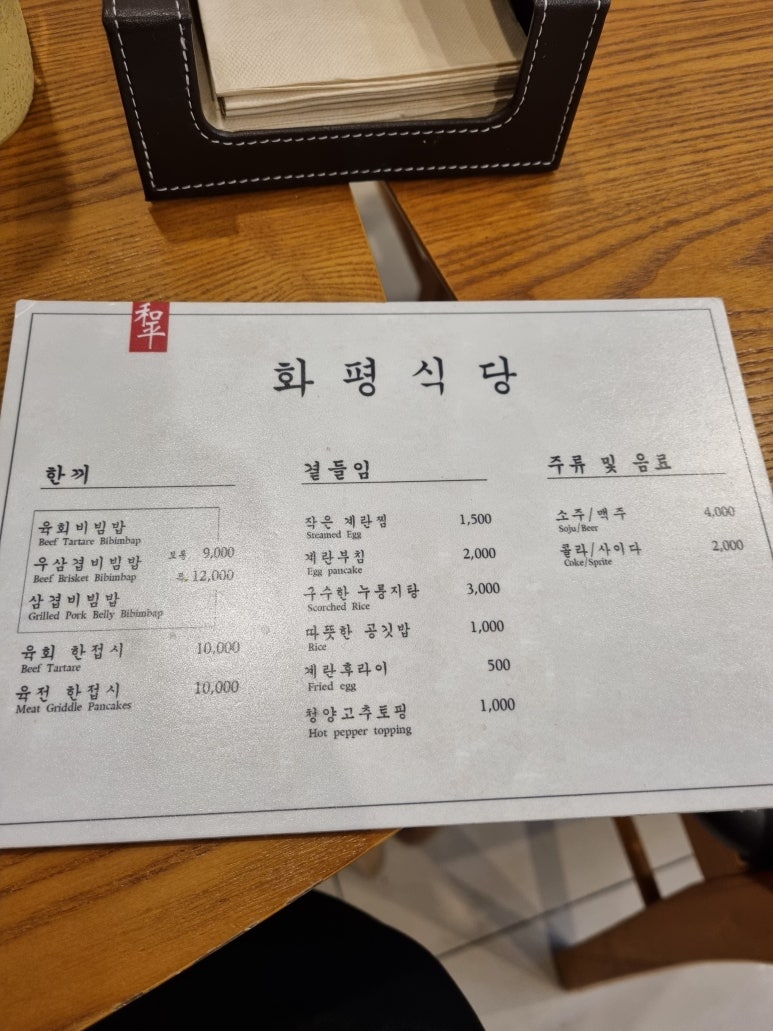 和平
화평식당
한끼
육회비빔밥
Beef Tartare Bibimbap
우삼겹비빔밥
Beef Brisket Bibimbap
보통 9,000
특 12,000
삼겹비빔밥
Grilled Pork Belly Bibimbap
육회 한접시 10,000
Beef Tartare
육전 한접시 10,000
Meat Griddle Pancakes
곁들임
작은 계란찜 1,500
Steamed Egg
계란부침 2,000
Egg pancake
구수한 누룽지탕 3,000
Scorched Rice
따뜻한 공깃밥 1,000
Rice
계란후라이 500
Fried egg
청양고추토핑 1,000
Hot pepper topping
주류 및 음료
소주/맥주 4,000
Soju/Beer
콜라/사이다 2,000
Coke/Sprite